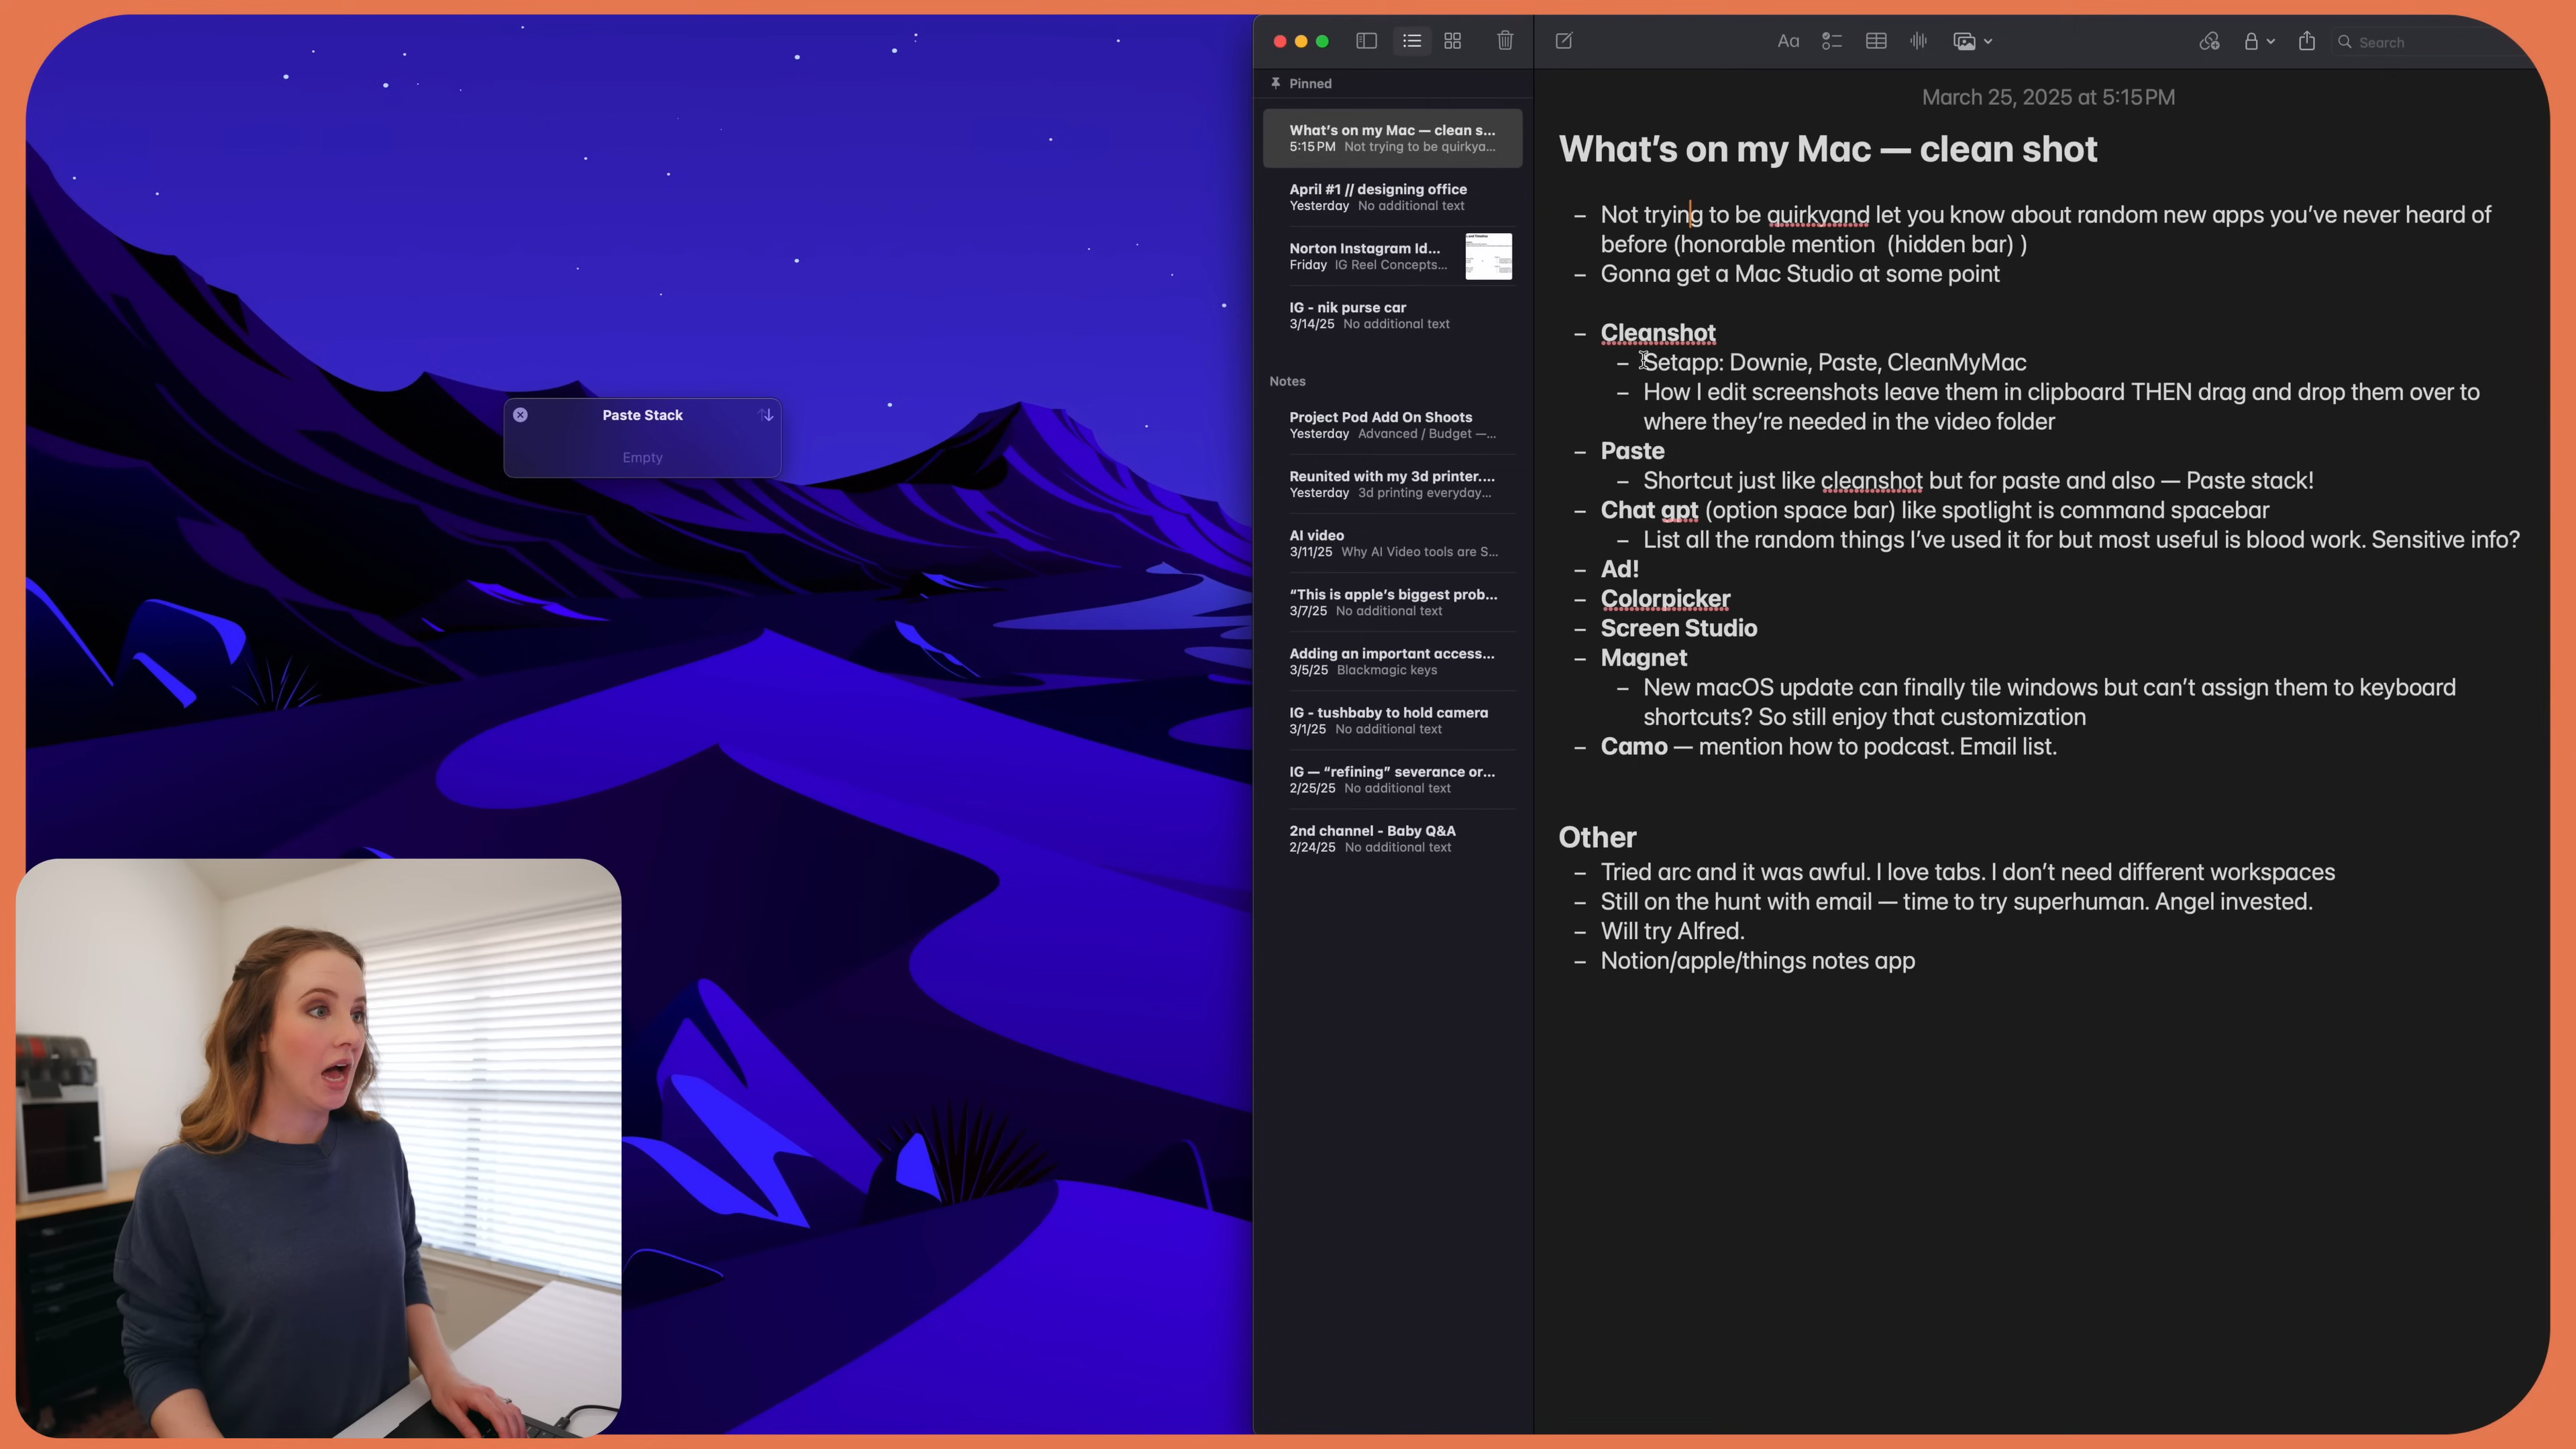 Search
Pinned
What's on my Mac — clean s...
5:15 PM Not trying to be quirkya...
April #1 // designing office
Yesterday No additional text
Norton Instagram Id...
Friday IG Reel Concepts...
IG - nik purse car
3/14/25 No additional text
Notes
Project Pod Add On Shoots
Yesterday Advanced / Budget —...
Reunited with my 3d printer....
Yesterday 3d printing everyday...
AI video
3/11/25 Why AI Video tools are S...
“This is apple's biggest prob...
3/7/25 No additional text
Adding an important access...
3/5/25 Blackmagic keys
IG - tushbaby to hold camera
3/1/25 No additional text
IG — “refining” severance or...
2/25/25 No additional text
2nd channel - Baby Q&A
2/24/25 No additional text
March 25, 2025 at 5:15 PM
What's on my Mac — clean shot
– Not trying to be quirkyand let you know about random new apps you've never heard of
before (honorable mention (hidden bar) )
– Gonna get a Mac Studio at some point
– Cleanshot
– Setapp: Downie, Paste, CleanMyMac
– How I edit screenshots leave them in clipboard THEN drag and drop them over to
where they're needed in the video folder
– Paste
– Shortcut just like cleanshot but for paste and also — Paste stack!
– Chat gpt (option space bar) like spotlight is command spacebar
– List all the random things I've used it for but most useful is blood work. Sensitive info?
– Ad!
– Colorpicker
– Screen Studio
– Magnet
– New macOS update can finally tile windows but can't assign them to keyboard
shortcuts? So still enjoy that customization
– Camo — mention how to podcast. Email list.
Other
– Tried arc and it was awful. I love tabs. I don't need different workspaces
– Still on the hunt with email — time to try superhuman. Angel invested.
– Will try Alfred.
– Notion/apple/things notes app
Paste Stack
Empty
Aa